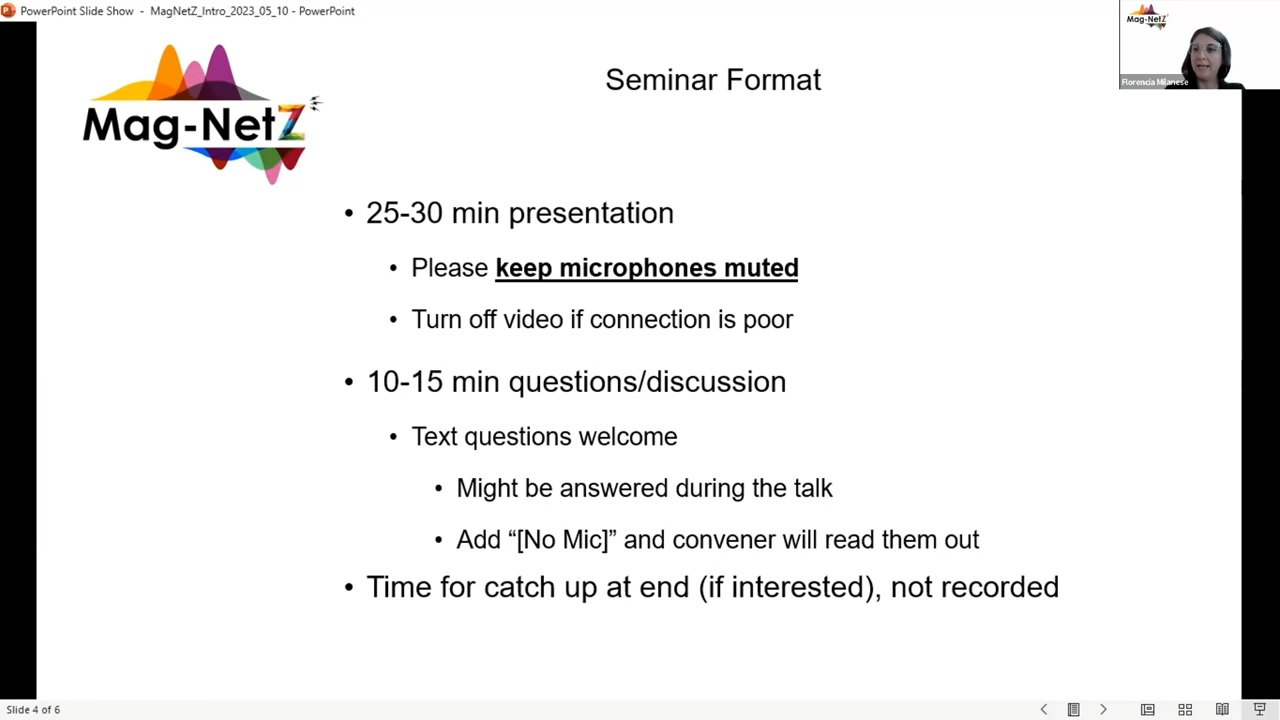 PowerPoint Slide Show - MagNetZ_Intro_2023_05_10 - PowerPoint
Mag-NetZ
Florencia Milanese
Mag-NetZ
Seminar Format
• 25-30 min presentation
• Please keep microphones muted
• Turn off video if connection is poor
• 10-15 min questions/discussion
• Text questions welcome
• Might be answered during the talk
• Add “[No Mic]” and convener will read them out
• Time for catch up at end (if interested), not recorded
Slide 4 of 6